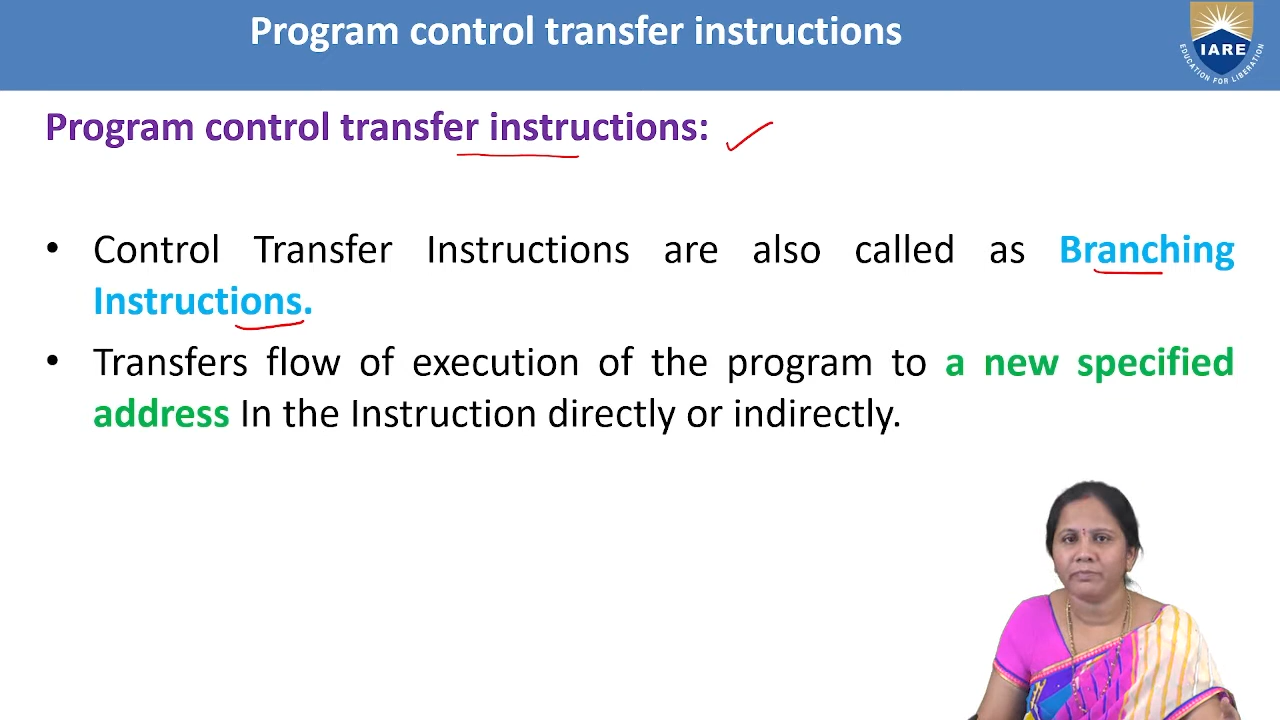 Program control transfer instructions
IARE
EDUCATION FOR LIBERATION
Program control transfer instructions:
• Control Transfer Instructions are also called as Branching
Instructions.
• Transfers flow of execution of the program to a new specified
address In the Instruction directly or indirectly.